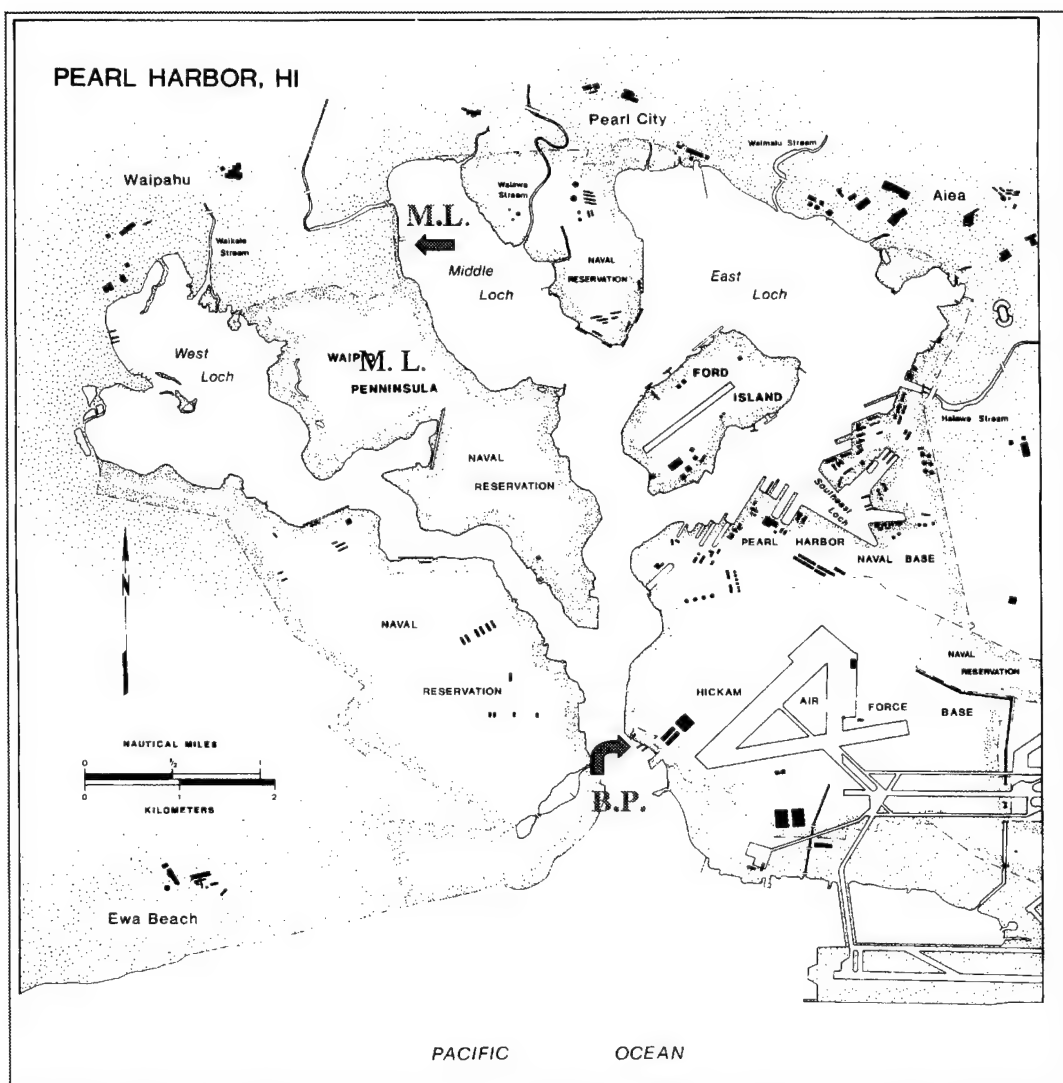 PEARL HARBOR, HI
Pearl City
Waimalu Stream
Waipahu
Waiawa
Stream
Aiea
M.L.
Waikele
Stream
Middle
Loch
NAVAL
RESERVATION
East
Loch
West
Loch
WAIPIO
M. L.
PENNINSULA
FORD
ISLAND
Halawa Stream
NAVAL
RESERVATION
Southeast Loch
PEARL HARBOR
NAVAL BASE
N
NAVAL
RESERVATION
NAVAL
RESERVATION
HICKAM AIR FORCE BASE
NAUTICAL MILES
0 1/2 1
0 1 2
KILOMETERS
B.P.
Ewa Beach
PACIFIC OCEAN